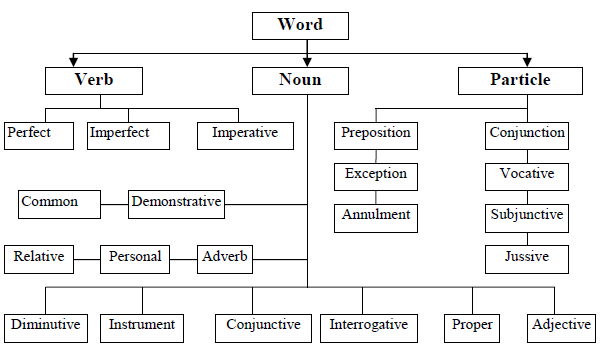 Word
Verb
Noun
Particle
Perfect
Imperfect
Imperative
Preposition
Conjunction
Exception
Vocative
Common
Demonstrative
Annulment
Subjunctive
Relative
Personal
Adverb
Jussive
Diminutive
Instrument
Conjunctive
Interrogative
Proper
Adjective